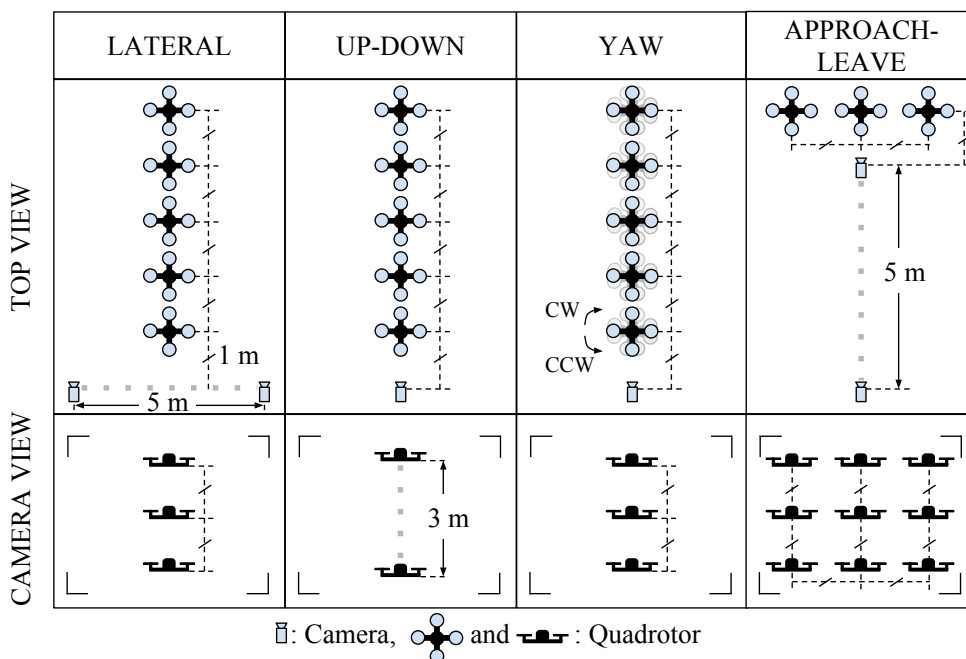 LATERAL
UP-DOWN
YAW
APPROACH-
LEAVE
TOP VIEW
1 m
5 m
CW
CCW
5 m
CAMERA VIEW
3 m
: Camera, and : Quadrotor